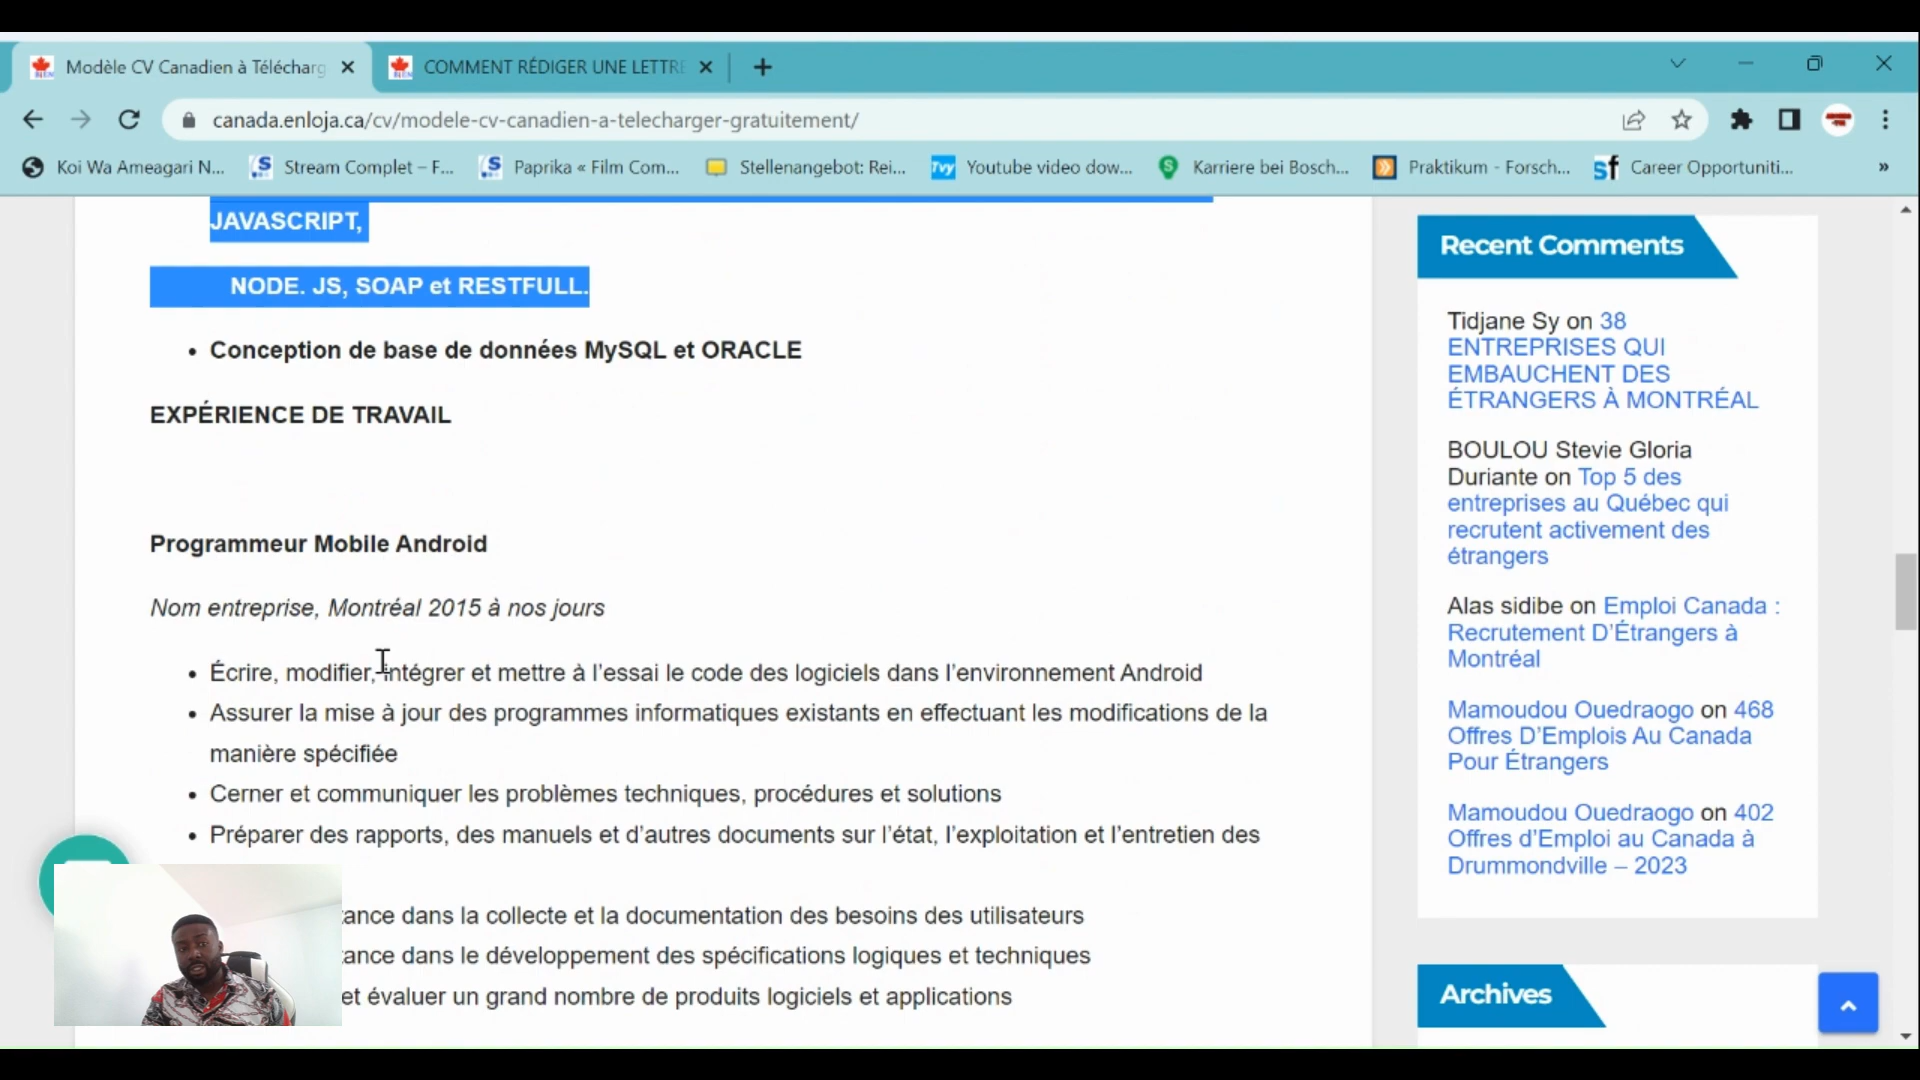 Modèle CV Canadien à Télécharg
COMMENT RÉDIGER UNE LETTRE
canada.enloja.ca/cv/modele-cv-canadien-a-telecharger-gratuitement/
Koi Wa Ameagari N...
Stream Complet – F...
Paprika « Film Com...
Stellenangebot: Rei...
Tvy
Youtube video dow...
Karriere bei Bosch...
Praktikum - Forsch...
sf
Career Opportuniti...
»
JAVASCRIPT,
NODE. JS, SOAP et RESTFULL.
• Conception de base de données MySQL et ORACLE
EXPÉRIENCE DE TRAVAIL
Programmeur Mobile Android
Nom entreprise, Montréal 2015 à nos jours
• Écrire, modifier, intégrer et mettre à l’essai le code des logiciels dans l’environnement Android
• Assurer la mise à jour des programmes informatiques existants en effectuant les modifications de la
manière spécifiée
• Cerner et communiquer les problèmes techniques, procédures et solutions
• Préparer des rapports, des manuels et d’autres documents sur l’état, l’exploitation et l’entretien des
tance dans la collecte et la documentation des besoins des utilisateurs
tance dans le développement des spécifications logiques et techniques
et évaluer un grand nombre de produits logiciels et applications
Recent Comments
Tidjane Sy on 38
ENTREPRISES QUI
EMBAUCHENT DES
ÉTRANGERS À MONTRÉAL
BOULOU Stevie Gloria
Duriante on Top 5 des
entreprises au Québec qui
recrutent activement des
étrangers
Alas sidibe on Emploi Canada :
Recrutement D’Étrangers à
Montréal
Mamoudou Ouedraogo on 468
Offres D’Emplois Au Canada
Pour Étrangers
Mamoudou Ouedraogo on 402
Offres d’Emploi au Canada à
Drummondville – 2023
Archives